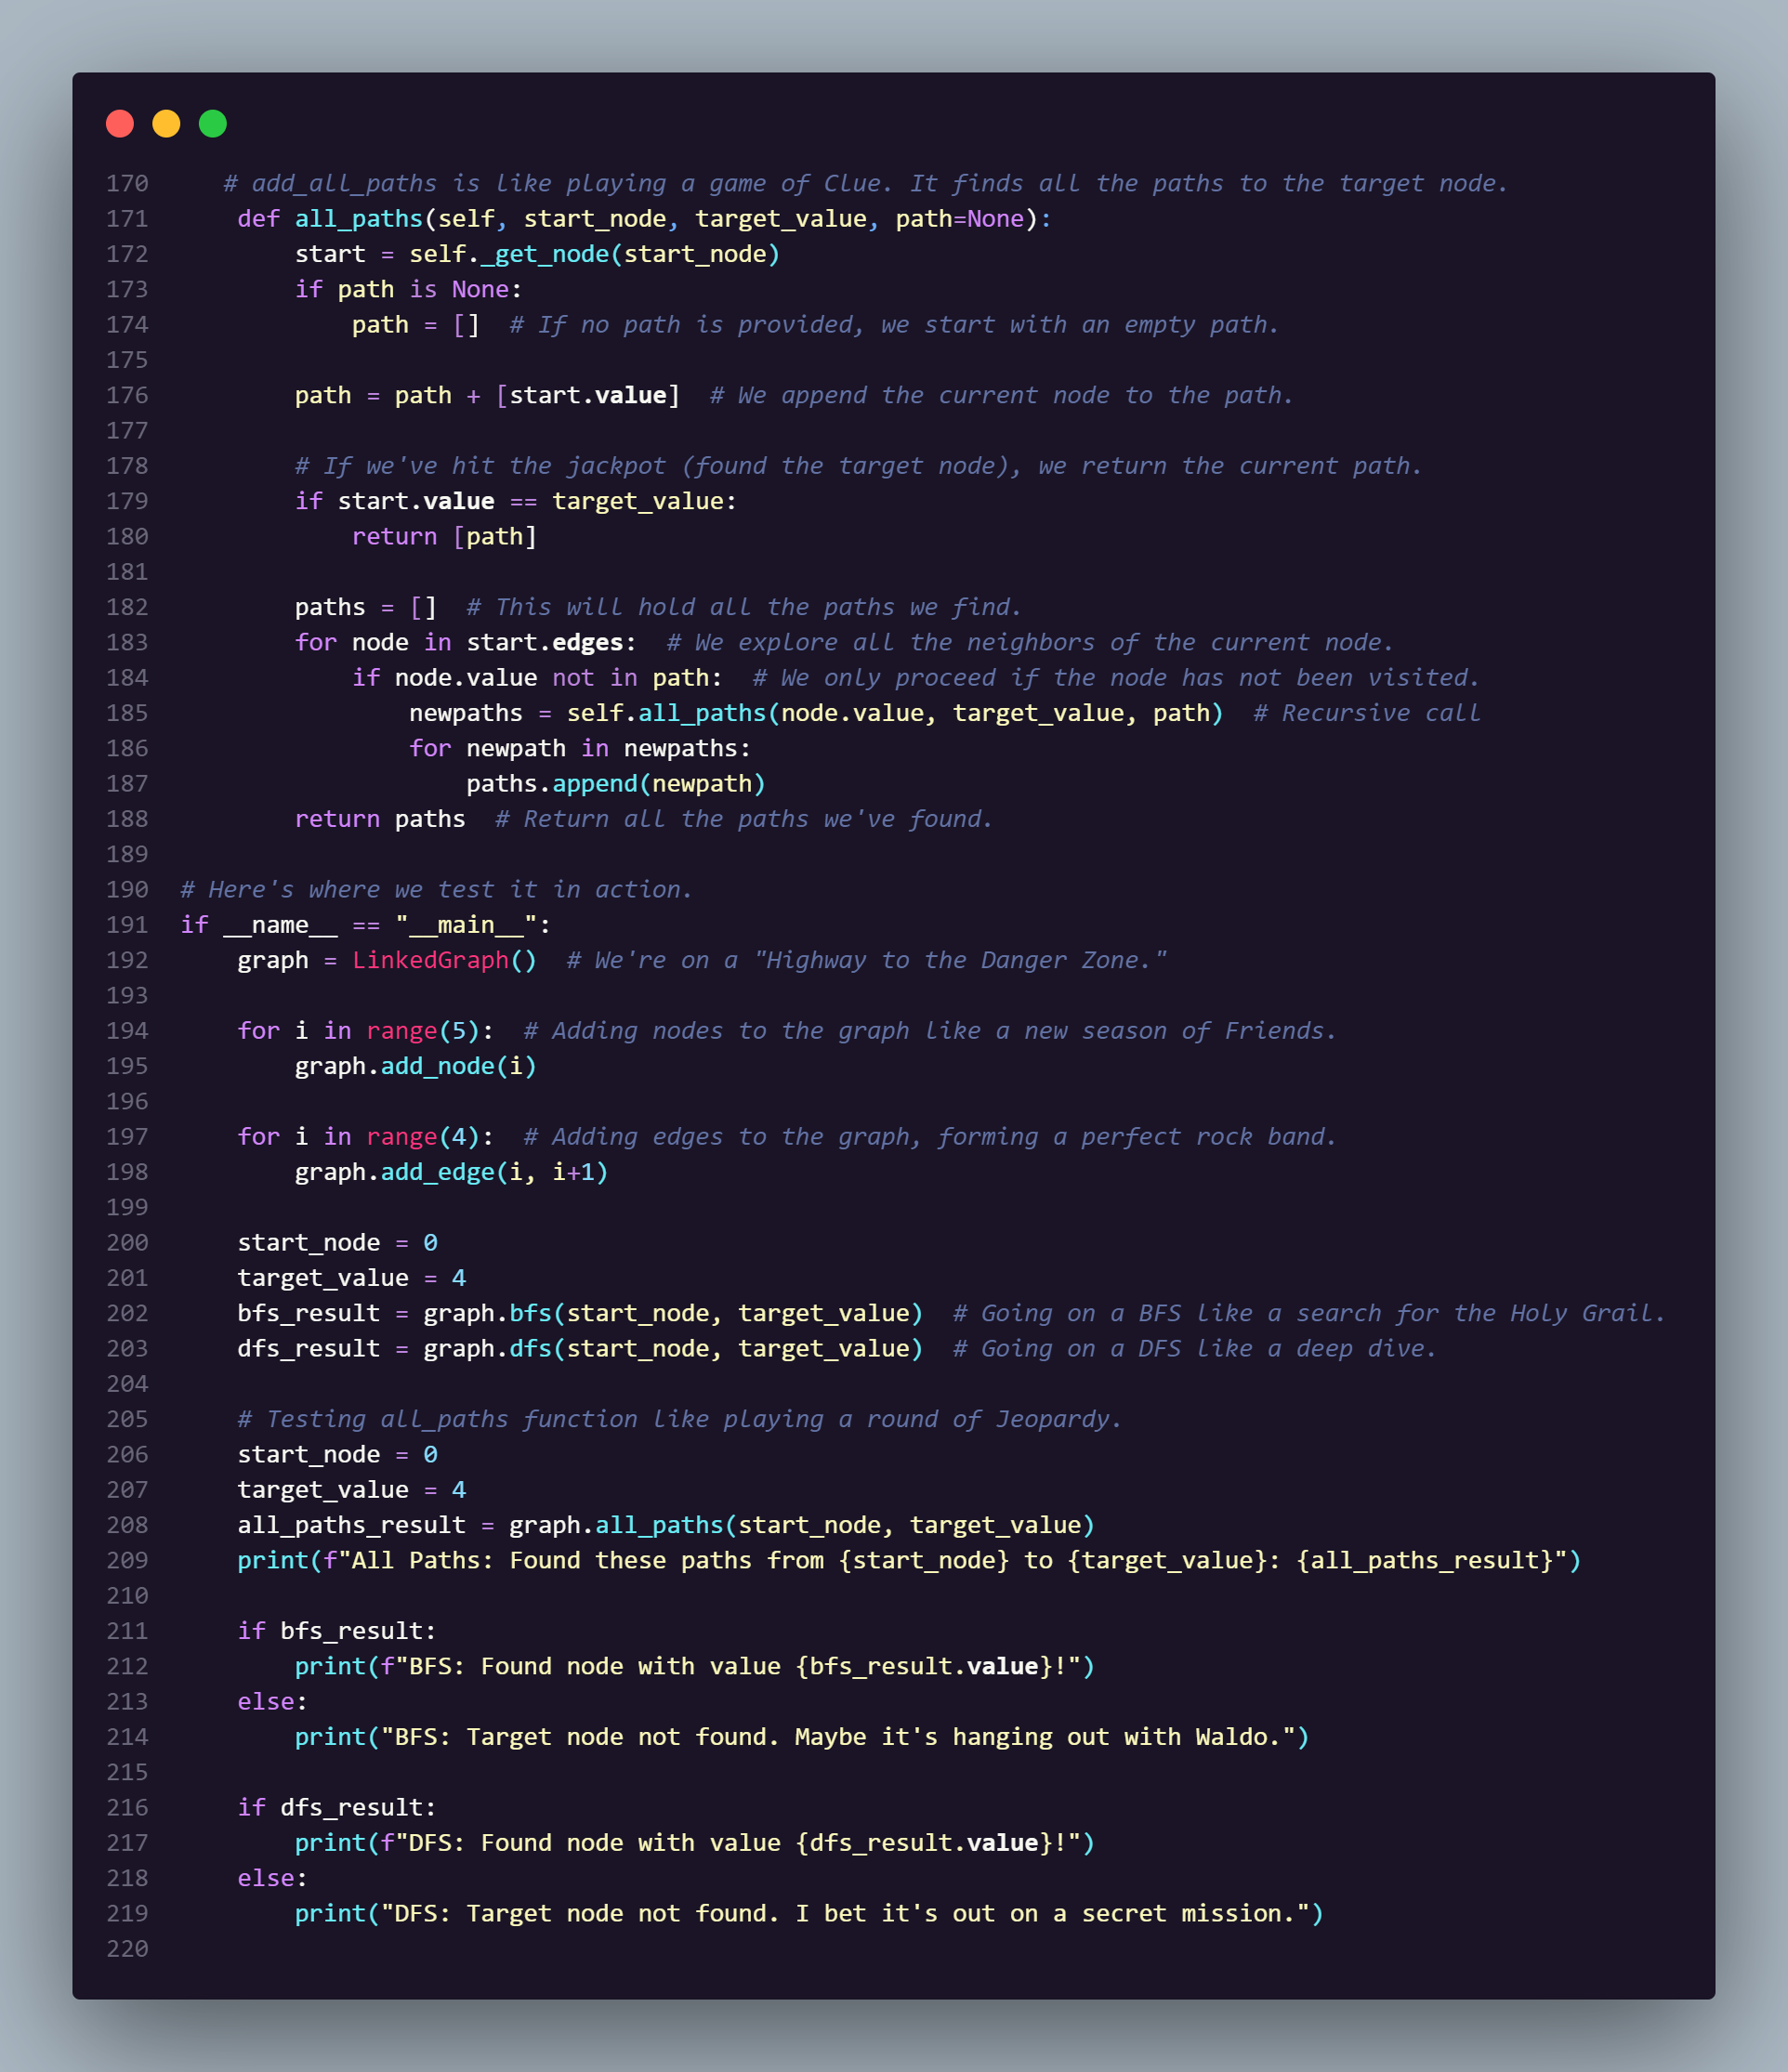 170     # add_all_paths is like playing a game of Clue. It finds all the paths to the target node.
171     def all_paths(self, start_node, target_value, path=None):
172         start = self._get_node(start_node)
173         if path is None:
174             path = []  # If no path is provided, we start with an empty path.
175
176         path = path + [start.value]  # We append the current node to the path.
177
178         # If we've hit the jackpot (found the target node), we return the current path.
179         if start.value == target_value:
180             return [path]
181
182         paths = []  # This will hold all the paths we find.
183         for node in start.edges:  # We explore all the neighbors of the current node.
184             if node.value not in path:  # We only proceed if the node has not been visited.
185                 newpaths = self.all_paths(node.value, target_value, path)  # Recursive call
186                 for newpath in newpaths:
187                     paths.append(newpath)
188         return paths  # Return all the paths we've found.
189
190 # Here's where we test it in action.
191 if __name__ == "__main__":
192     graph = LinkedGraph()  # We're on a "Highway to the Danger Zone."
193
194     for i in range(5):  # Adding nodes to the graph like a new season of Friends.
195         graph.add_node(i)
196
197     for i in range(4):  # Adding edges to the graph, forming a perfect rock band.
198         graph.add_edge(i, i+1)
199
200     start_node = 0
201     target_value = 4
202     bfs_result = graph.bfs(start_node, target_value)  # Going on a BFS like a search for the Holy Grail.
203     dfs_result = graph.dfs(start_node, target_value)  # Going on a DFS like a deep dive.
204
205     # Testing all_paths function like playing a round of Jeopardy.
206     start_node = 0
207     target_value = 4
208     all_paths_result = graph.all_paths(start_node, target_value)
209     print(f"All Paths: Found these paths from {start_node} to {target_value}: {all_paths_result}")
210
211     if bfs_result:
212         print(f"BFS: Found node with value {bfs_result.value}!")
213     else:
214         print("BFS: Target node not found. Maybe it's hanging out with Waldo.")
215
216     if dfs_result:
217         print(f"DFS: Found node with value {dfs_result.value}!")
218     else:
219         print("DFS: Target node not found. I bet it's out on a secret mission.")
220